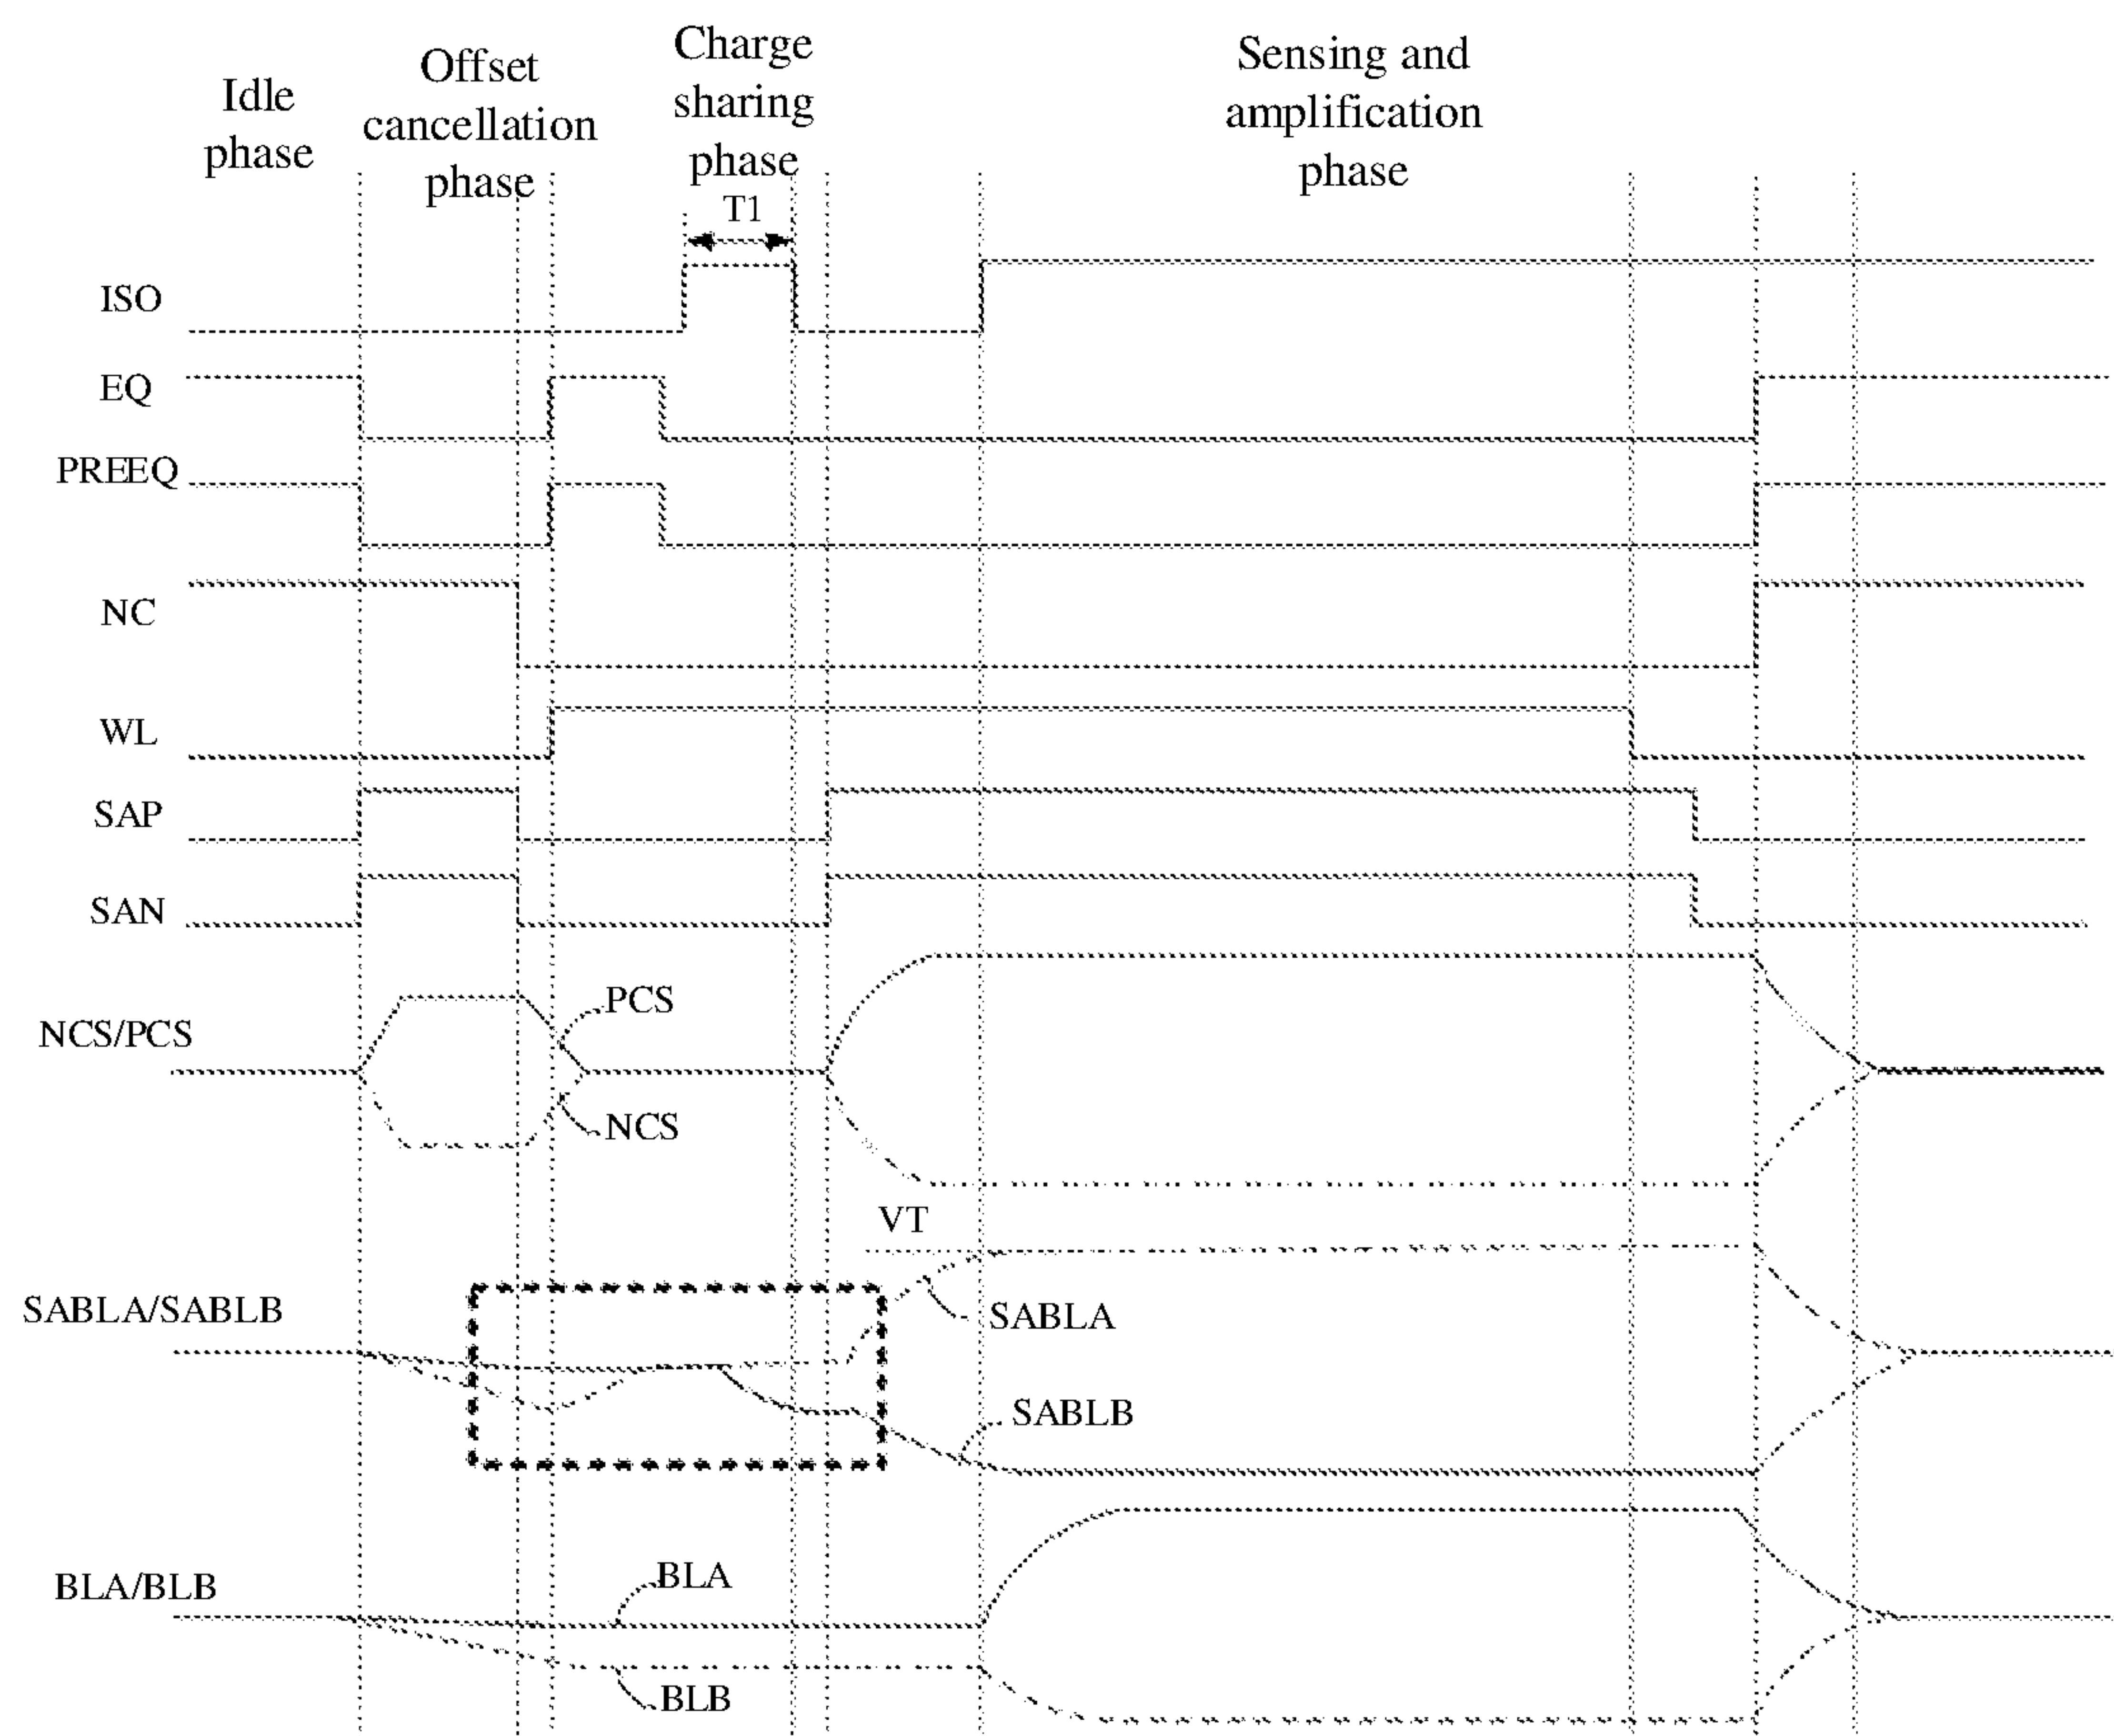 Idle
phase
Offset
cancellation
phase
Charge
sharing
phase
Sensing and
amplification
phase
T1
ISO
EQ
PREEQ
NC
WL
SAP
SAN
PCS
NCS/PCS
NCS
VT
SABLA/SABLB
SABLA
SABLB
BLA
BLA/BLB
BLB